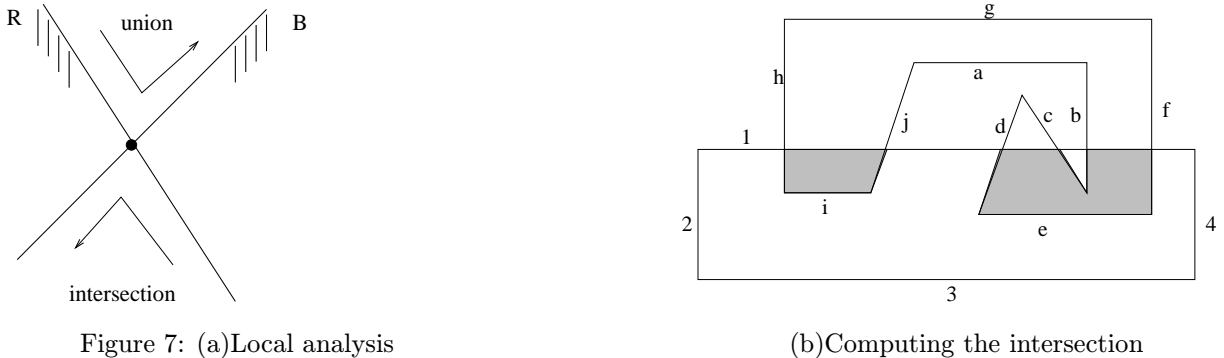 R
union
B
intersection
Figure 7: (a)Local analysis
g
h
a
f
j
d
c
b
1
i
2
e
4
3
(b)Computing the intersection